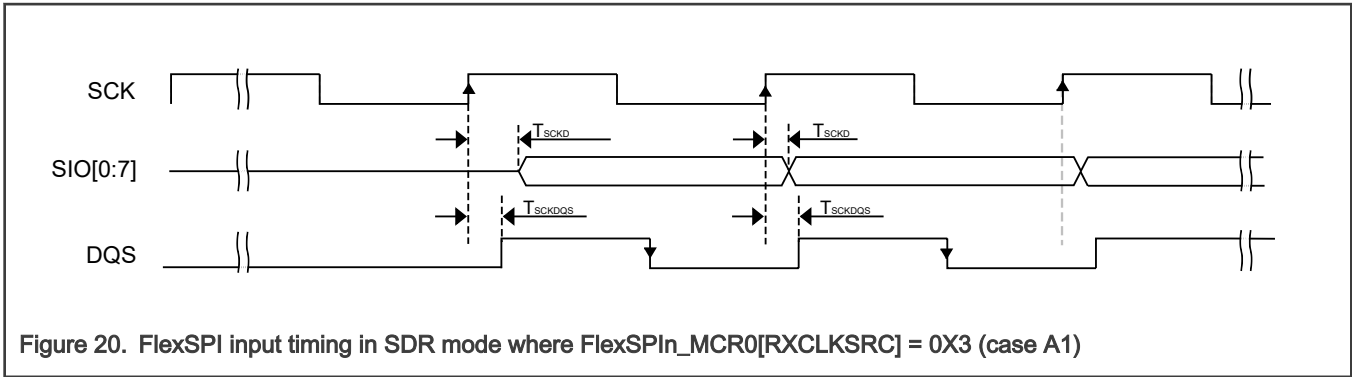 SCK
TSCKD TSCKD
SIO[0:7]
TSCKDQS TSCKDQS
DQS
Figure 20. FlexSPI input timing in SDR mode where FlexSPIn_MCR0[RXCLKSRC] = 0X3 (case A1)